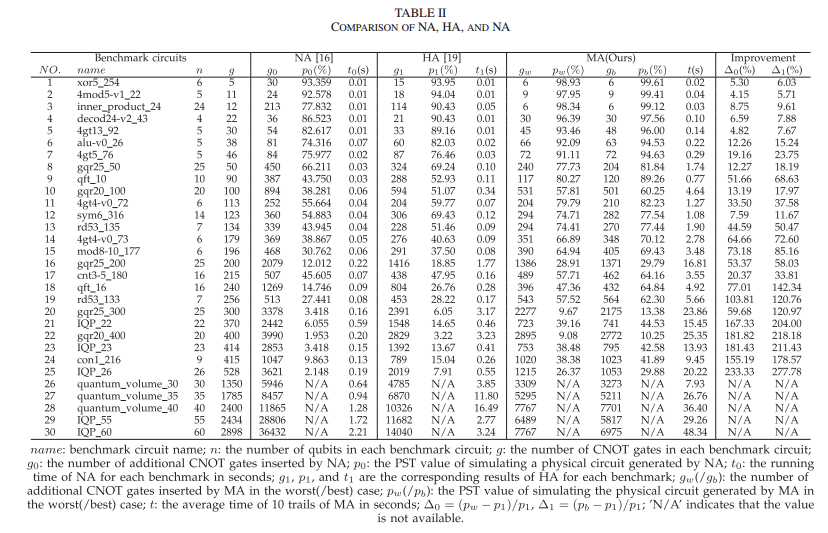 TABLE II
COMPARISON OF NA, HA, AND NA
Benchmark circuits NA [16] HA [19] MA(Ours) Improvement
NO. name n g g0 p0(%) t0(s) g1 p1(%) t1(s) gw pw(%) gb pb(%) t(s) Δ0(%) Δ1(%)
1 xor5_254 6 5 30 93.359 0.01 15 93.95 0.01 6 98.93 6 99.61 0.02 5.30 6.03
2 4mod5-v1_22 5 11 24 92.578 0.01 18 94.04 0.01 9 97.95 9 99.41 0.04 4.15 5.71
3 inner_product_24 24 12 213 77.832 0.01 114 90.43 0.05 6 98.34 6 99.12 0.03 8.75 9.61
4 decod24-v2_43 4 22 36 86.523 0.01 21 90.43 0.01 30 96.39 30 97.56 0.10 6.59 7.88
5 4gt13_92 5 30 54 82.617 0.01 33 89.16 0.01 45 93.46 48 96.00 0.14 4.82 7.67
6 alu-v0_26 5 38 81 74.316 0.07 60 82.03 0.02 66 92.09 63 94.53 0.22 12.26 15.24
7 4gt5_76 5 46 84 75.977 0.02 87 76.46 0.03 72 91.11 72 94.63 0.29 19.16 23.75
8 gqr25_50 25 50 450 66.211 0.03 324 69.24 0.10 240 77.73 204 81.84 1.74 12.27 18.19
9 qft_10 10 90 387 43.750 0.03 288 52.93 0.11 117 80.27 120 89.26 0.77 51.66 68.63
10 gqr20_100 20 100 894 38.281 0.06 594 51.07 0.34 531 57.81 501 60.25 4.64 13.19 17.97
11 4gt4-v0_72 6 113 252 55.664 0.04 204 59.77 0.07 204 79.79 210 82.23 1.27 33.50 37.58
12 sym6_316 14 123 360 54.883 0.04 306 69.43 0.12 294 74.71 282 77.54 1.08 7.59 11.67
13 rd53_135 7 134 339 43.945 0.04 228 51.46 0.09 294 74.41 270 77.44 1.90 44.59 50.47
14 4gt4-v0_73 6 179 369 38.867 0.05 276 40.63 0.09 351 66.89 348 70.12 2.78 64.66 72.60
15 mod8-10_177 6 196 468 30.762 0.06 291 37.50 0.08 390 64.94 405 69.43 3.48 73.18 85.16
16 gqr25_200 25 200 2079 12.012 0.22 1416 18.85 1.77 1386 28.91 1371 29.79 16.81 53.37 58.03
17 cnt3-5_180 16 215 507 45.605 0.07 438 47.95 0.16 489 57.71 462 64.16 3.55 20.37 33.81
18 qft_16 16 240 1269 14.746 0.09 804 26.76 0.28 396 47.36 432 64.84 4.92 77.01 142.34
19 rd53_133 7 256 513 27.441 0.08 453 28.22 0.17 543 57.52 564 62.30 5.66 103.81 120.76
20 gqr25_300 25 300 3378 3.418 0.16 2391 6.05 3.17 2277 9.67 2175 13.38 23.86 59.68 120.97
21 IQP_22 22 370 2442 6.055 0.59 1548 14.65 0.46 723 39.16 741 44.53 15.45 167.33 204.00
22 gqr20_400 20 400 3990 1.953 0.20 2829 3.22 3.23 2895 9.08 2772 10.25 25.35 181.82 218.18
23 IQP_23 23 414 2853 3.418 0.15 1392 13.67 0.41 753 38.48 795 42.58 13.93 181.43 211.43
24 con1_216 9 415 1047 9.863 0.13 789 15.04 0.26 1020 38.38 1023 41.89 9.45 155.19 178.57
25 IQP_26 26 528 3621 2.148 0.19 2019 7.91 0.55 1215 26.37 1053 29.88 20.22 233.33 277.78
26 quantum_volume_30 30 1350 5946 N/A 0.64 4785 N/A 3.85 3309 N/A 3273 N/A 7.93 N/A N/A
27 quantum_volume_35 35 1785 8457 N/A 0.94 6870 N/A 11.80 5295 N/A 5211 N/A 26.76 N/A N/A
28 quantum_volume_40 40 2400 11865 N/A 1.28 10326 N/A 16.49 7767 N/A 7701 N/A 36.40 N/A N/A
29 IQP_55 55 2434 28806 N/A 1.72 11682 N/A 2.77 6489 N/A 5817 N/A 29.26 N/A N/A
30 IQP_60 60 2898 36432 N/A 2.21 14040 N/A 3.24 7767 N/A 6975 N/A 48.34 N/A N/A
name: benchmark circuit name; n: the number of qubits in each benchmark circuit; g: the number of CNOT gates in each benchmark circuit;
g0: the number of additional CNOT gates inserted by NA; p0: the PST value of simulating a physical circuit generated by NA; t0: the running
time of NA for each benchmark in seconds; g1, p1, and t1 are the corresponding results of HA for each benchmark; gw(/gb): the number of
additional CNOT gates inserted by MA in the worst(/best) case; pw(/pb): the PST value of simulating the physical circuit generated by MA in
the worst(/best) case; t: the average time of 10 trails of MA in seconds; Δ0 = (pw − p1)/p1, Δ1 = (pb − p1)/p1; 'N/A' indicates that the value
is not available.